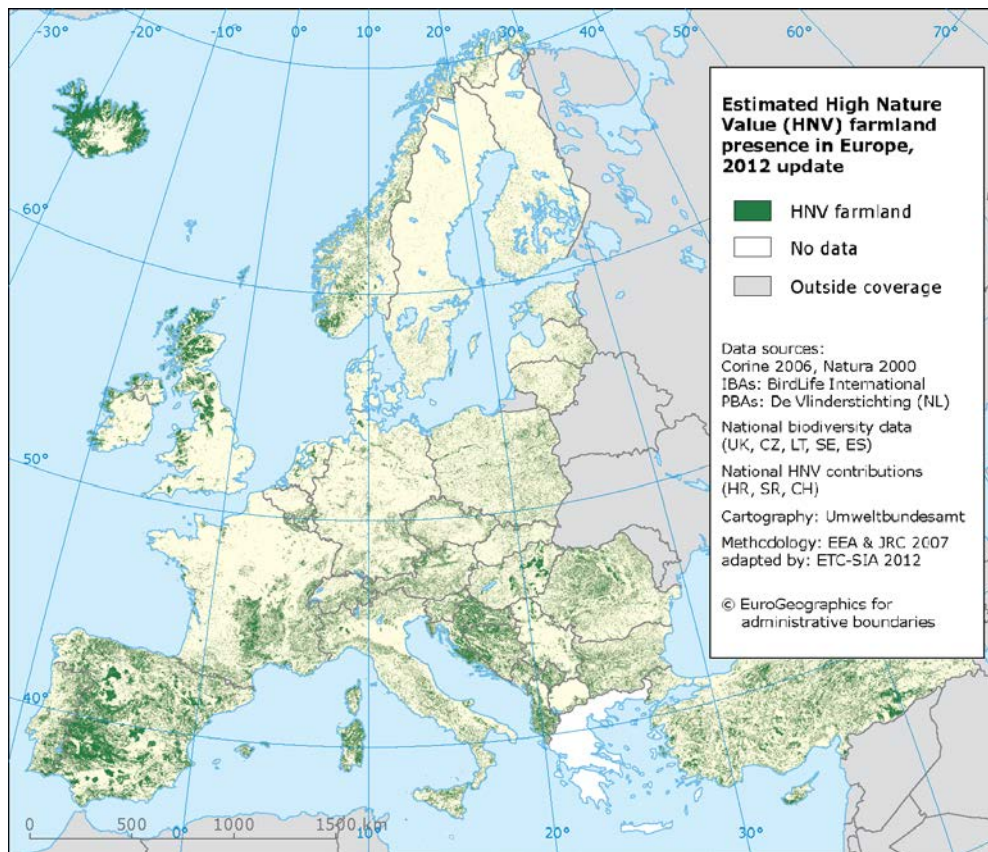 -30°
-20°
-10°
0°
10°
20°
30°
40°
50°
60°
70°
60°
50°
40°
Estimated High Nature
Value (HNV) farmland
presence in Europe,
2012 update
HNV farmland
No data
Outside coverage
Data sources:
Corine 2006, Natura 2000
IBAs: BirdLife International
PBAs: De Vlinderstichting (NL)
National biodiversity data
(UK, CZ, LT, SE, ES)
National HNV contributions
(HR, SR, CH)
Cartography: Umweltbundesamt
Methodology: EEA & JRC 2007
adapted by: ETC-SIA 2012
© EuroGeographics for
administrative boundaries
0 500 1000 1500 km
0°
10°
20°
30°